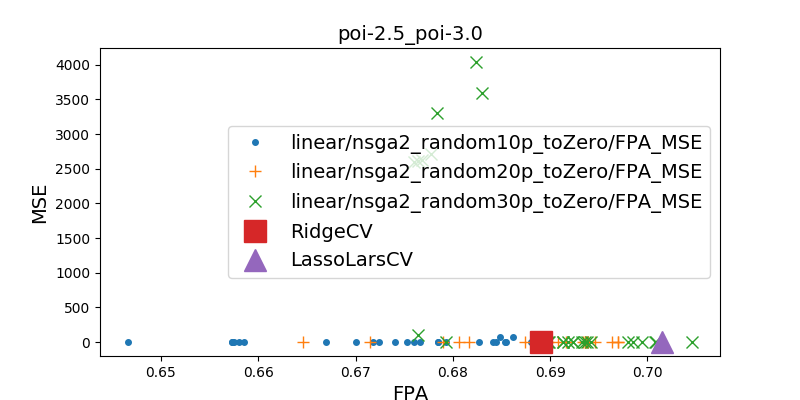 poi-2.5_poi-3.0
4000
3500
3000
2500
2000
1500
1000
500
0
MSE
linear/nsga2_random10p_toZero/FPA_MSE
linear/nsga2_random20p_toZero/FPA_MSE
linear/nsga2_random30p_toZero/FPA_MSE
RidgeCV
LassoLarsCV
0.65 0.66 0.67 0.68 0.69 0.70
FPA